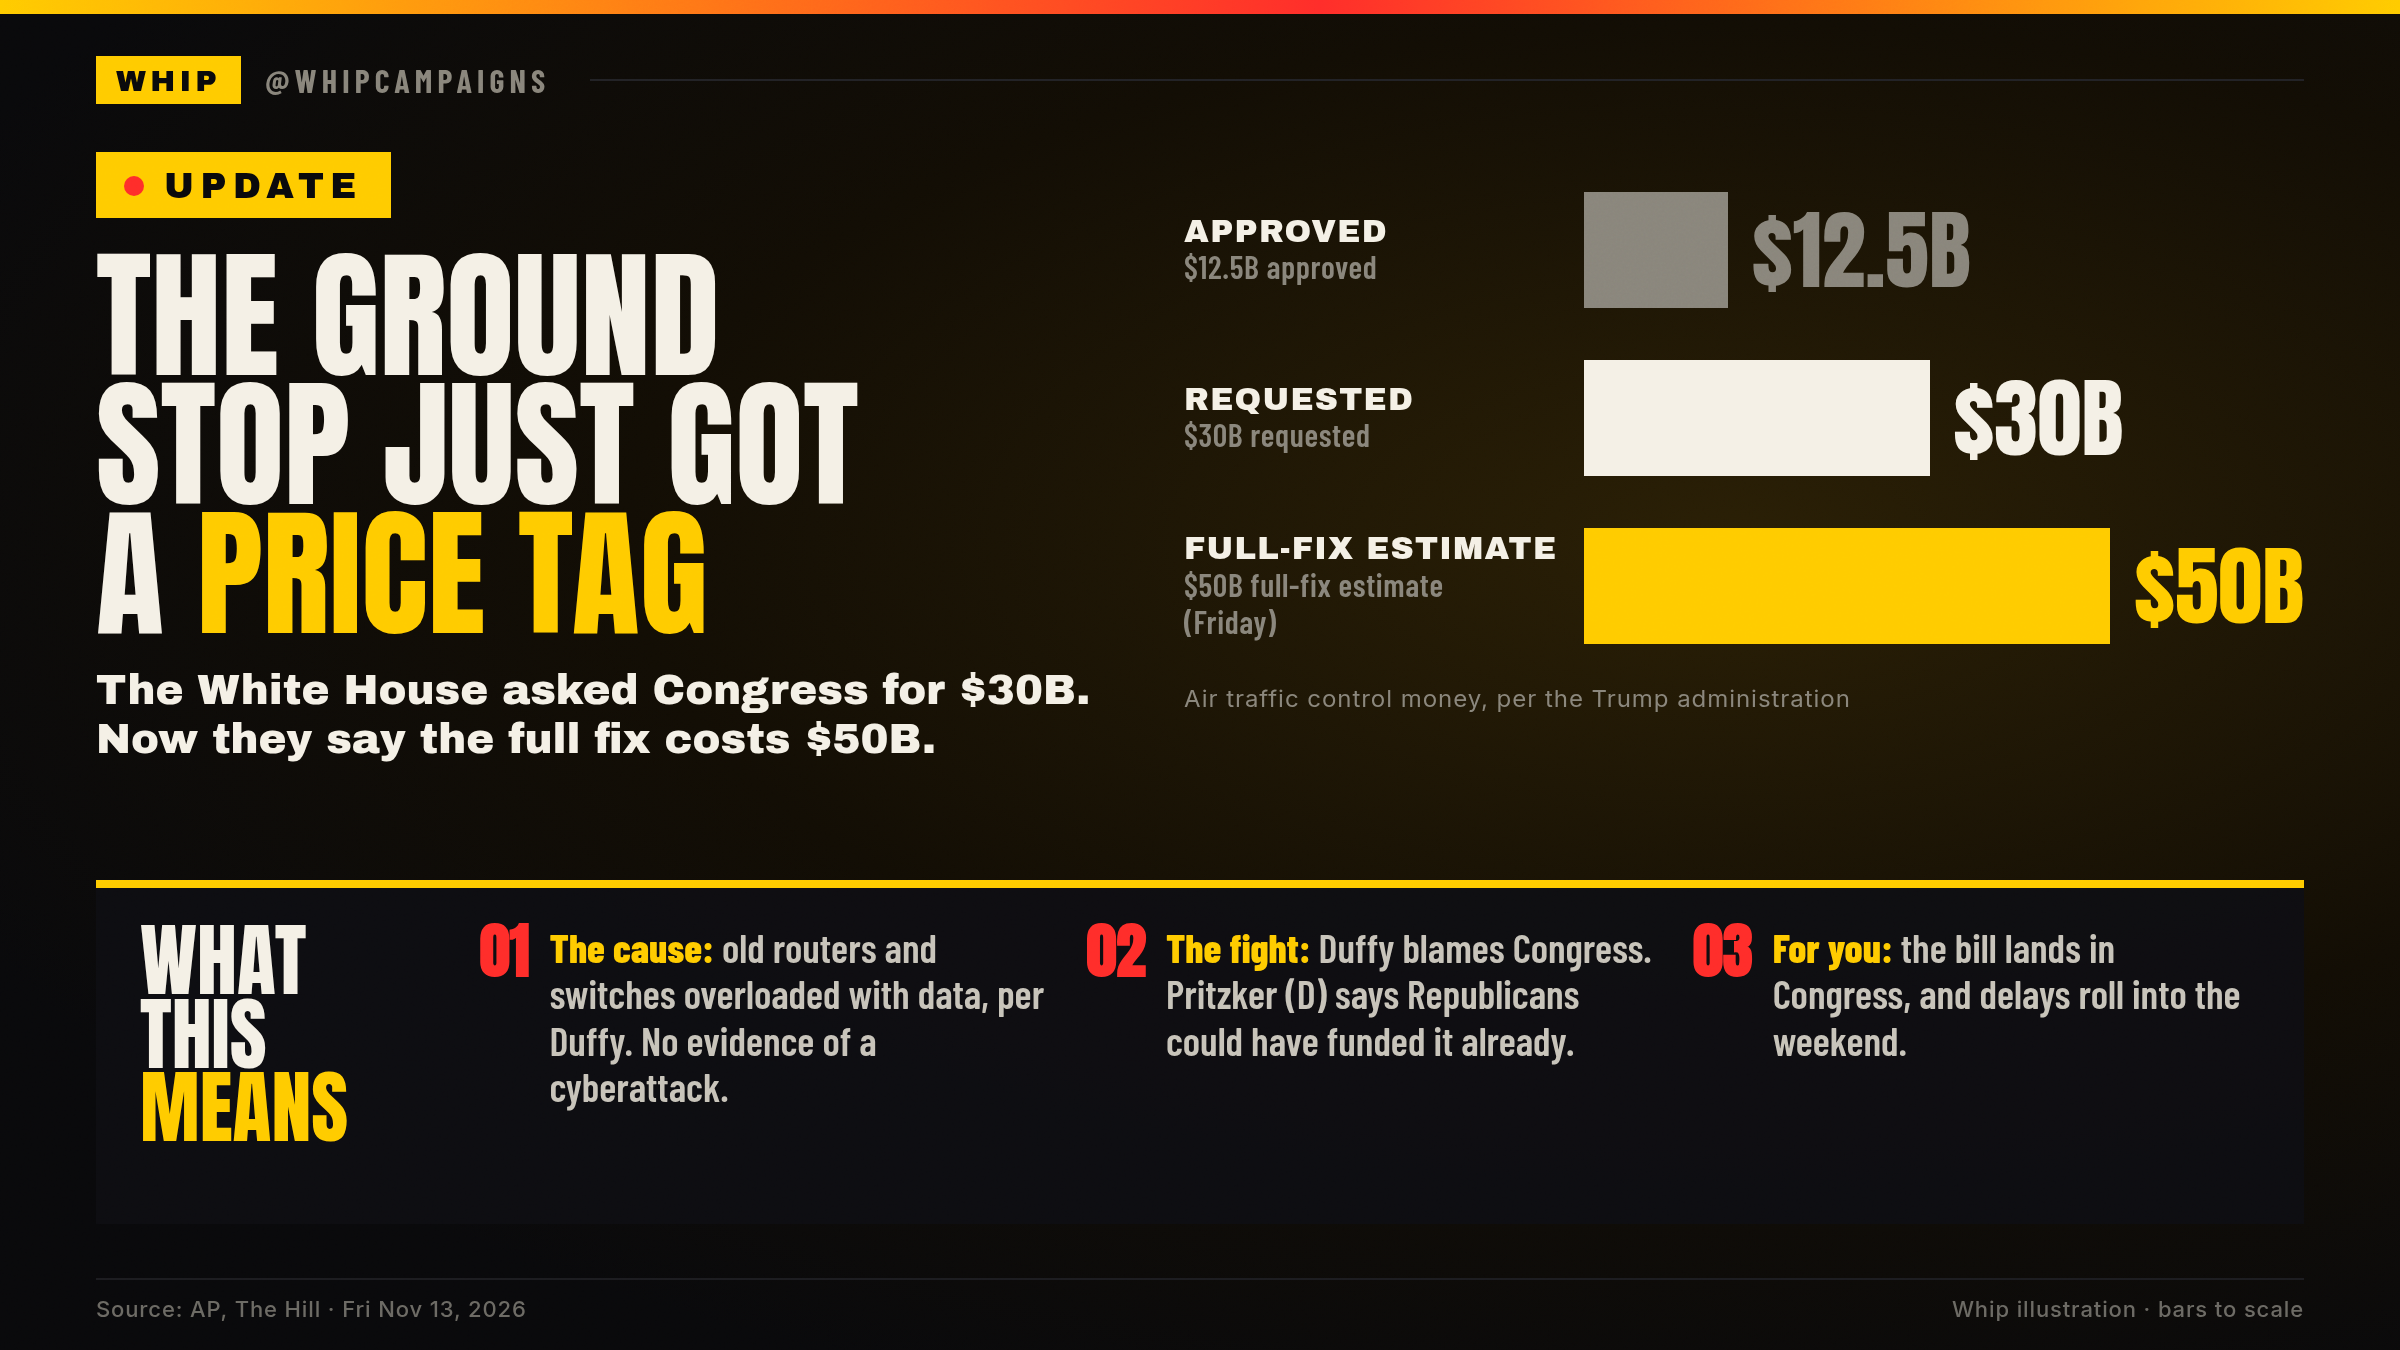 WHIP @WHIPCAMPAIGNS
UPDATE
THE GROUND
STOP JUST GOT
A PRICE TAG
The White House asked Congress for $30B.
Now they say the full fix costs $50B.
APPROVED
$12.5B approved
$12.5B
REQUESTED
$30B requested
$30B
FULL-FIX ESTIMATE
$50B full-fix estimate
(Friday)
$50B
Air traffic control money, per the Trump administration
WHAT
THIS
MEANS
01 The cause: old routers and
switches overloaded with data, per
Duffy. No evidence of a
cyberattack.
02 The fight: Duffy blames Congress.
Pritzker (D) says Republicans
could have funded it already.
03 For you: the bill lands in
Congress, and delays roll into the
weekend.
Source: AP, The Hill · Fri Nov 13, 2026
Whip illustration · bars to scale